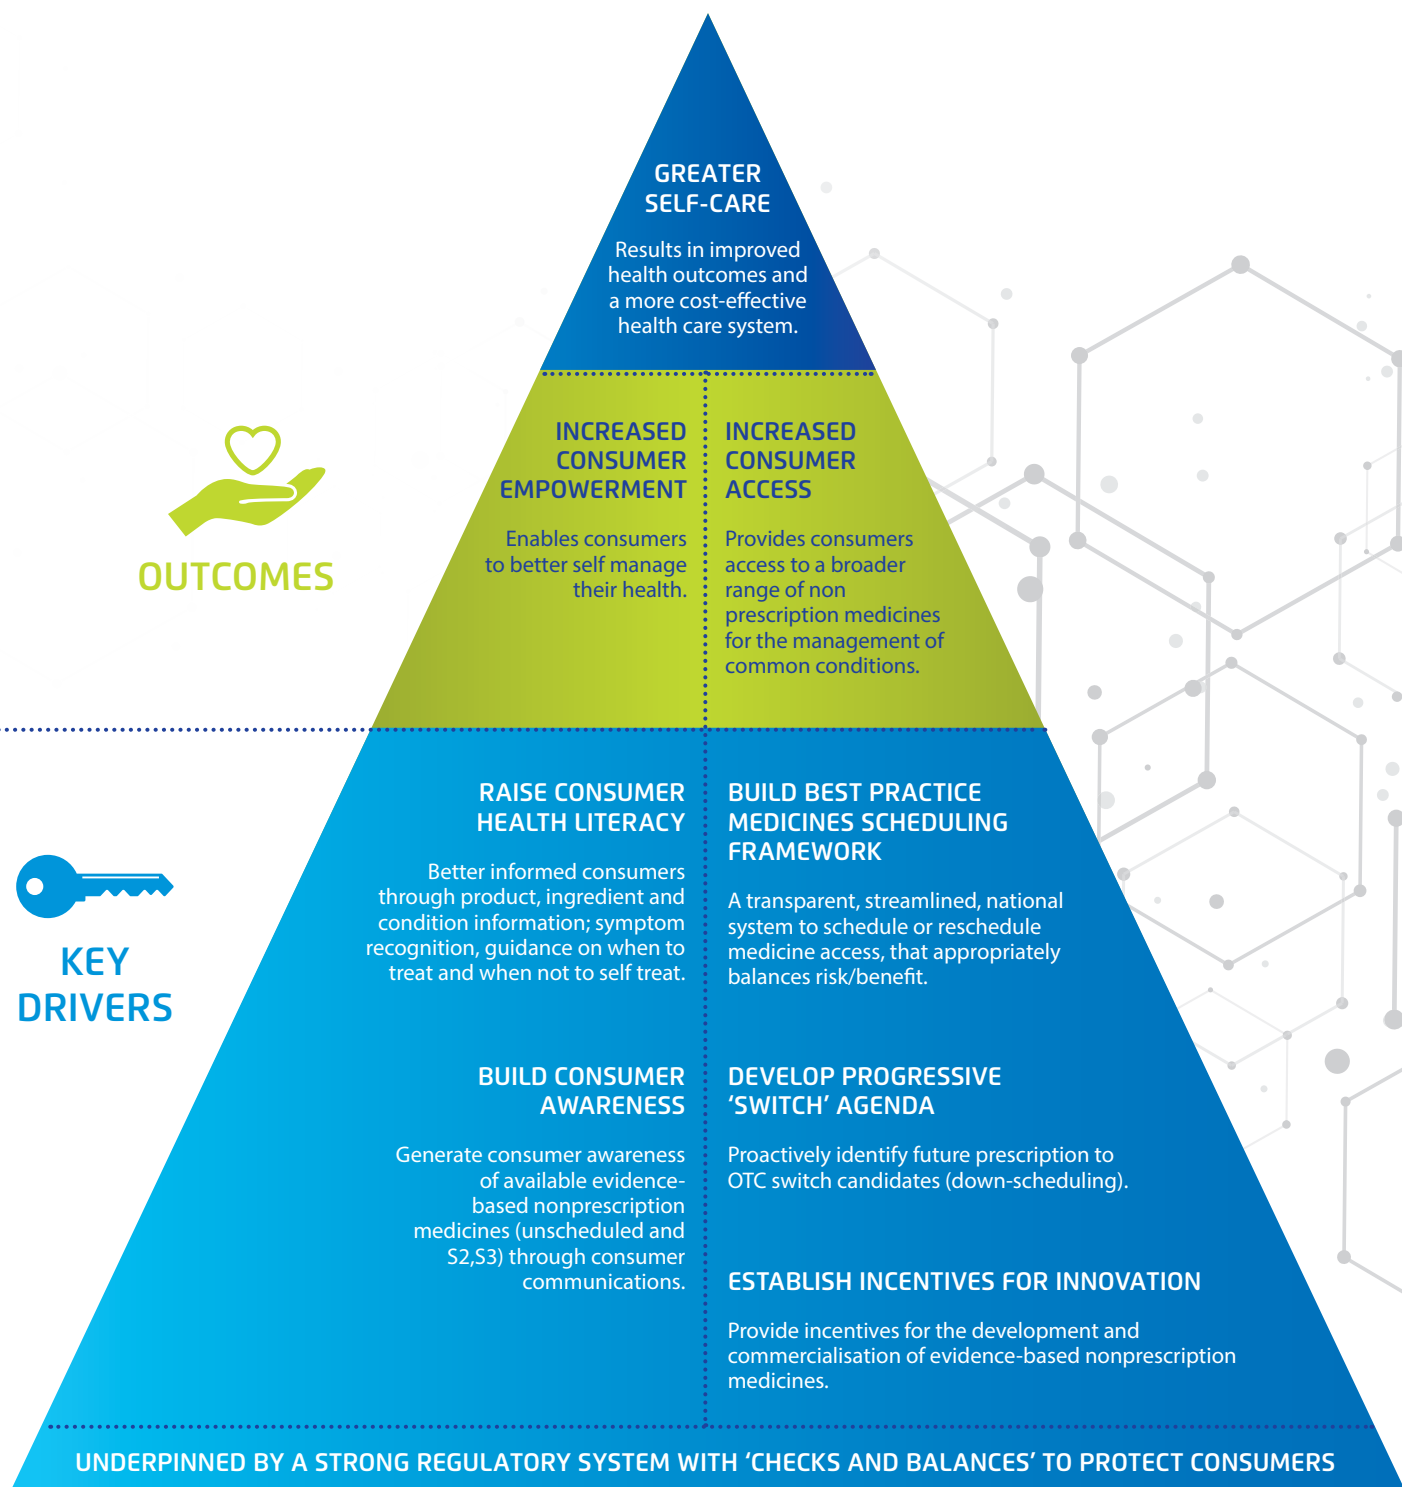 GREATER
SELF-CARE
Results in improved
health outcomes and
a more cost-effective
health care system.
OUTCOMES
INCREASED
CONSUMER
EMPOWERMENT
Enables consumers
to better self manage
their health.
INCREASED
CONSUMER
ACCESS
Provides consumers
access to a broader
range of non
prescription medicines
for the management of
common conditions.
KEY
DRIVERS
RAISE CONSUMER
HEALTH LITERACY
Better informed consumers
through product, ingredient and
condition information; symptom
recognition, guidance on when to
treat and when not to self treat.
BUILD CONSUMER
AWARENESS
Generate consumer awareness
of available evidence-
based nonprescription
medicines (unscheduled and
S2,S3) through consumer
communications.
BUILD BEST PRACTICE
MEDICINES SCHEDULING
FRAMEWORK
A transparent, streamlined, national
system to schedule or reschedule
medicine access, that appropriately
balances risk/benefit.
DEVELOP PROGRESSIVE
‘SWITCH’ AGENDA
Proactively identify future prescription to
OTC switch candidates (down-scheduling).
ESTABLISH INCENTIVES FOR INNOVATION
Provide incentives for the development and
commercialisation of evidence-based nonprescription
medicines.
UNDERPINNED BY A STRONG REGULATORY SYSTEM WITH ‘CHECKS AND BALANCES’ TO PROTECT CONSUMERS